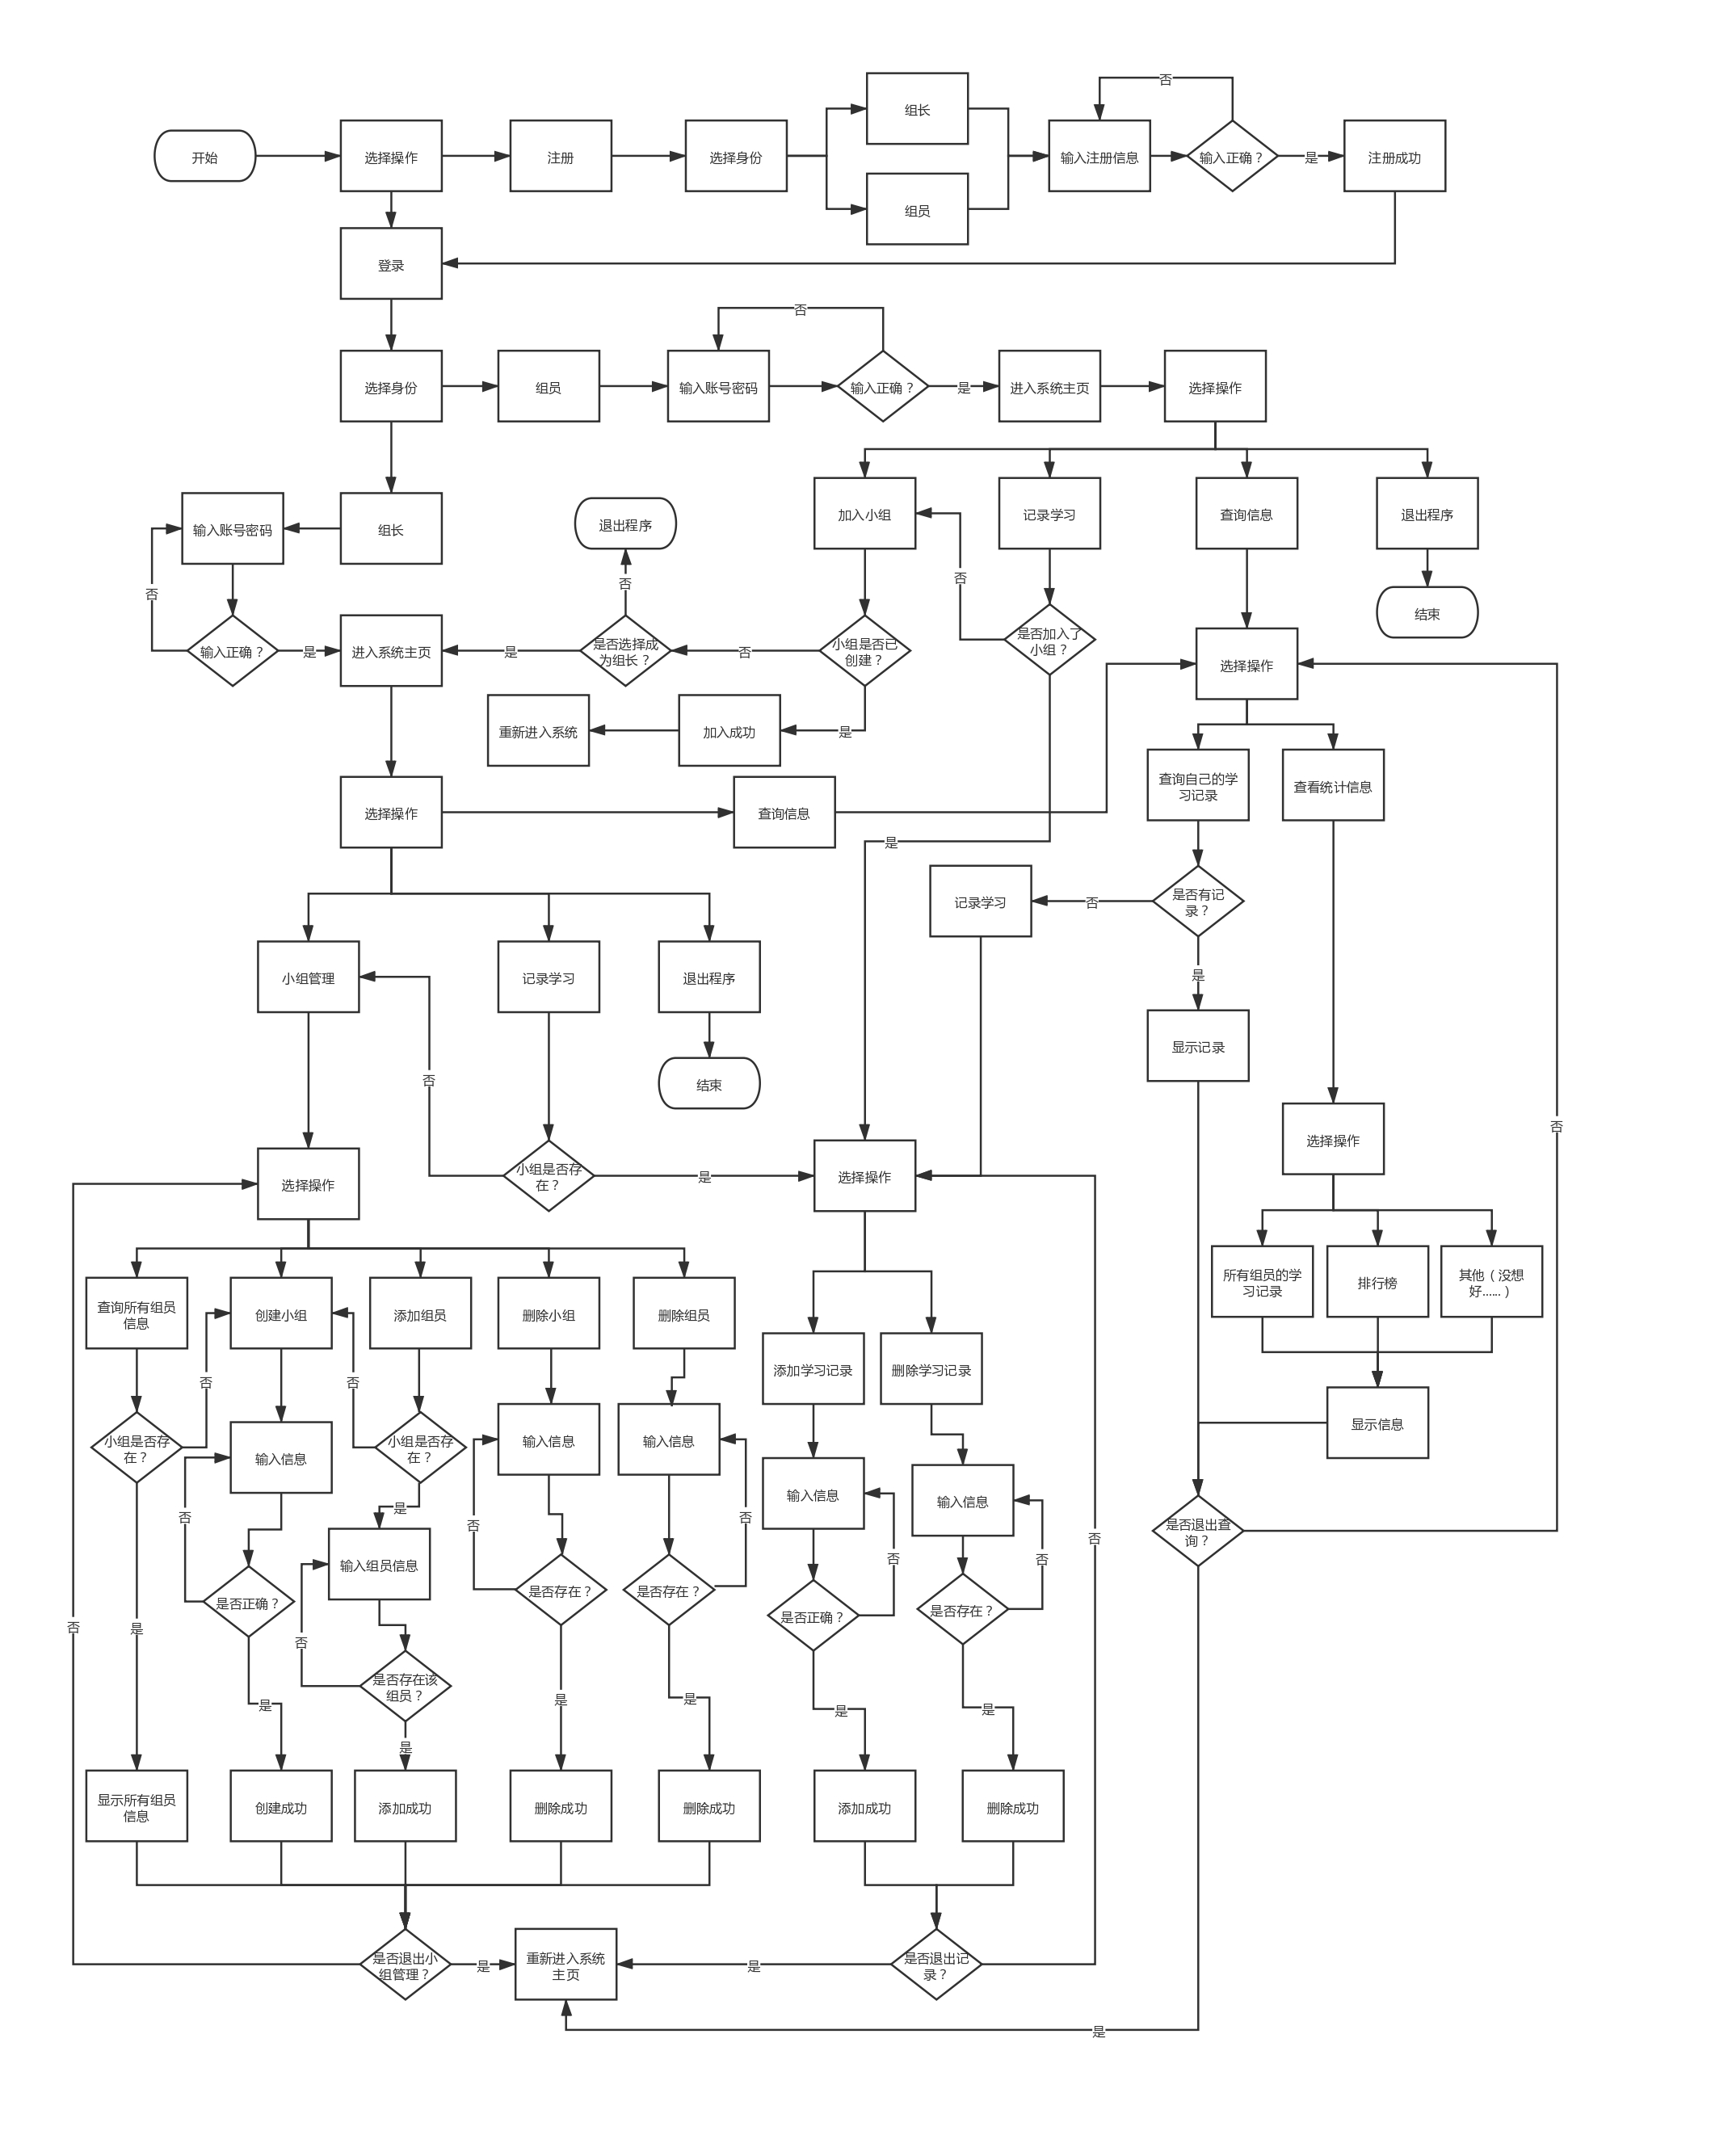 组长
否
开始
选择操作
注册
选择身份
输入注册信息
输入正确？
是
注册成功
组员
登录
否
选择身份
组员
输入账号密码
输入正确？
是
进入系统主页
选择操作
输入账号密码
组长
退出程序
加入小组
记录学习
查询信息
退出程序
否
否
否
结束
输入正确？
是
进入系统主页
是
是否选择成
为组长？
否
小组是否已
创建？
是否加入了
小组？
选择操作
重新进入系统
加入成功
是
查询自己的学
习记录
查看统计信息
选择操作
查询信息
是
记录学习
否
是否有记
录？
是
小组管理
记录学习
退出程序
显示记录
否
结束
选择操作
否
选择操作
小组是否存
在？
是
选择操作
查询所有组员
信息
创建小组
添加组员
删除小组
删除组员
所有组员的学
习记录
排行榜
其他（没想
好......）
添加学习记录
删除学习记录
否
否
小组是否存
在？
输入信息
小组是否存
在？
输入信息
输入信息
输入信息
输入信息
显示信息
否
是
否
否
否
否
否
是否退出查
询？
输入组员信息
是否正确？
是否存在？
是否存在？
是否正确？
是否存在？
否
是
否
是否存在该
组员？
是
是
是
是
是
是
显示所有组员
信息
创建成功
添加成功
删除成功
删除成功
添加成功
删除成功
是否退出小
组管理？
是
重新进入系统
主页
是
是否退出记
录？
是